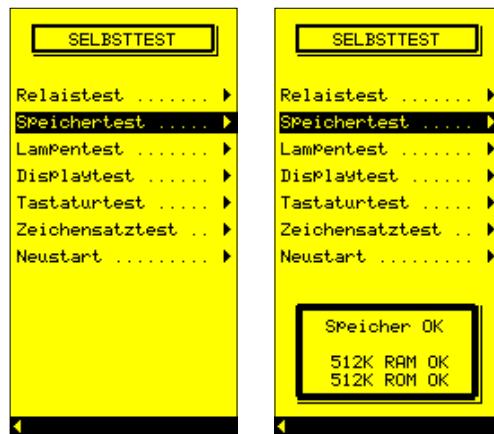 SELBSTTEST
Relaistest ....... ▶
Speichertest ..... ▶
Lampentest ...... ▶
Displaytest ...... ▶
Tastaturtest ..... ▶
Zeichensatztest .. ▶
Neustart ......... ▶
◀
SELBSTTEST
Relaistest ....... ▶
Speichertest ..... ▶
Lampentest ...... ▶
Displaytest ...... ▶
Tastaturtest ..... ▶
Zeichensatztest .. ▶
Neustart ......... ▶
Speicher OK
512K RAM OK
512K ROM OK
◀